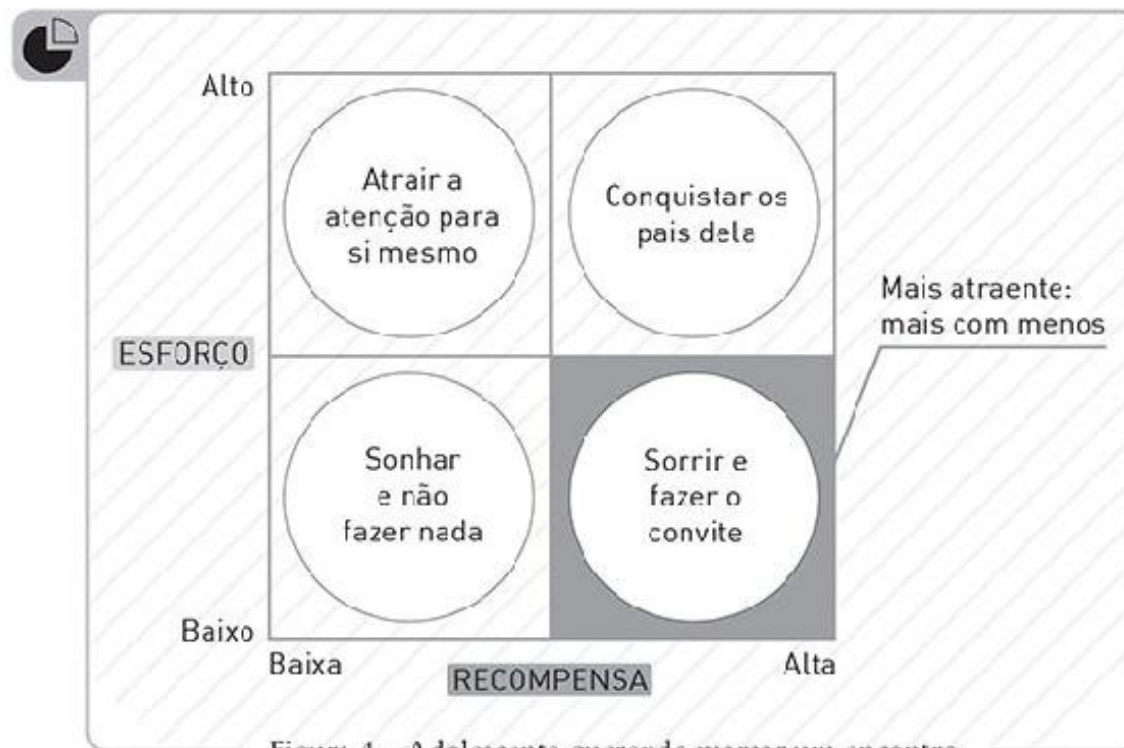 Alto
Atrair a
atenção para
si mesmo
Conquistar os
pais dela
Mais atraente:
mais com menos
ESFORÇO
Sonhar
e não
fazer nada
Sorrir e
fazer o
convite
Baixo
Baixa
RECOMPENSA
Alta